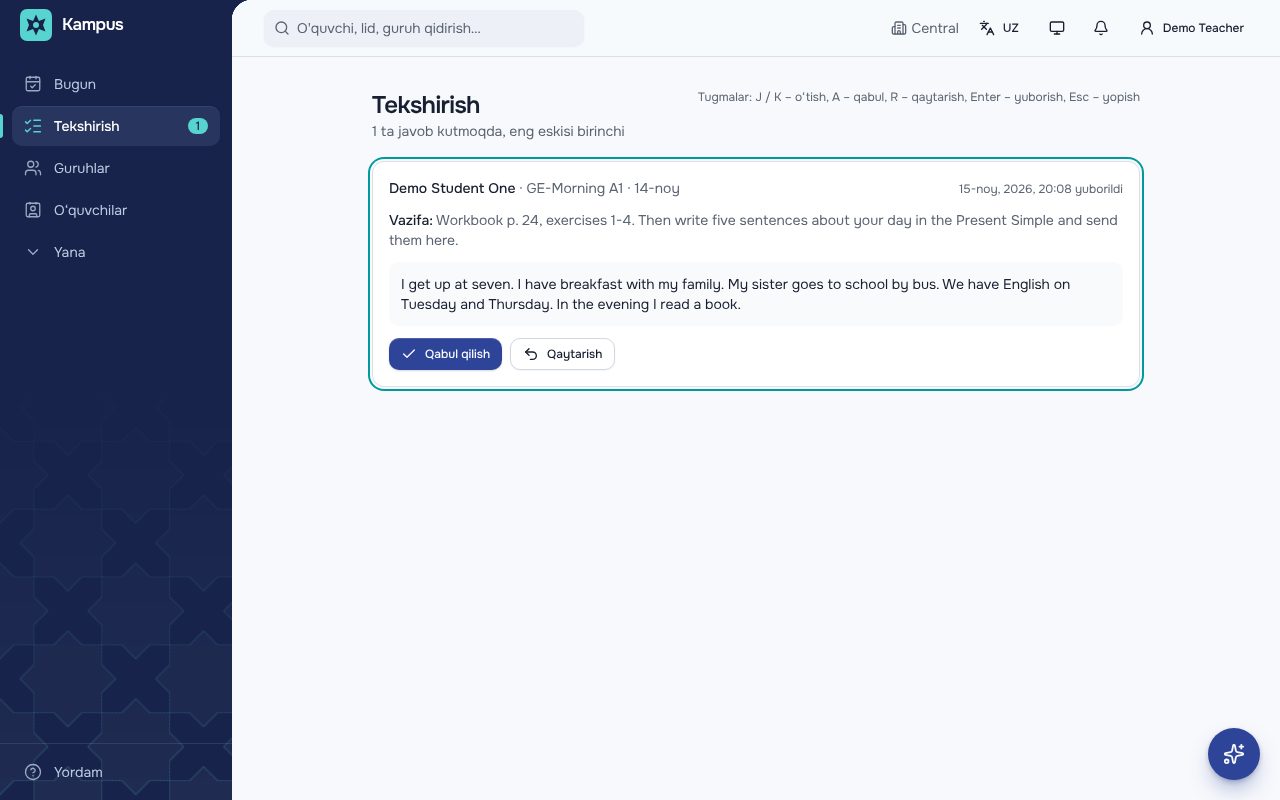 Kampus
O'quvchi, lid, guruh qidirish...
Central
UZ
Demo Teacher
Bugun
Tekshirish
1
Guruhlar
Oʻquvchilar
Yana
Yordam
Tekshirish
Tugmalar: J / K – oʻtish, A – qabul, R – qaytarish, Enter – yuborish, Esc – yopish
1 ta javob kutmoqda, eng eskisi birinchi
Demo Student One · GE-Morning A1 · 14-noy
15-noy, 2026, 20:08 yuborildi
Vazifa: Workbook p. 24, exercises 1-4. Then write five sentences about your day in the Present Simple and send
them here.
I get up at seven. I have breakfast with my family. My sister goes to school by bus. We have English on
Tuesday and Thursday. In the evening I read a book.
Qabul qilish
Qaytarish